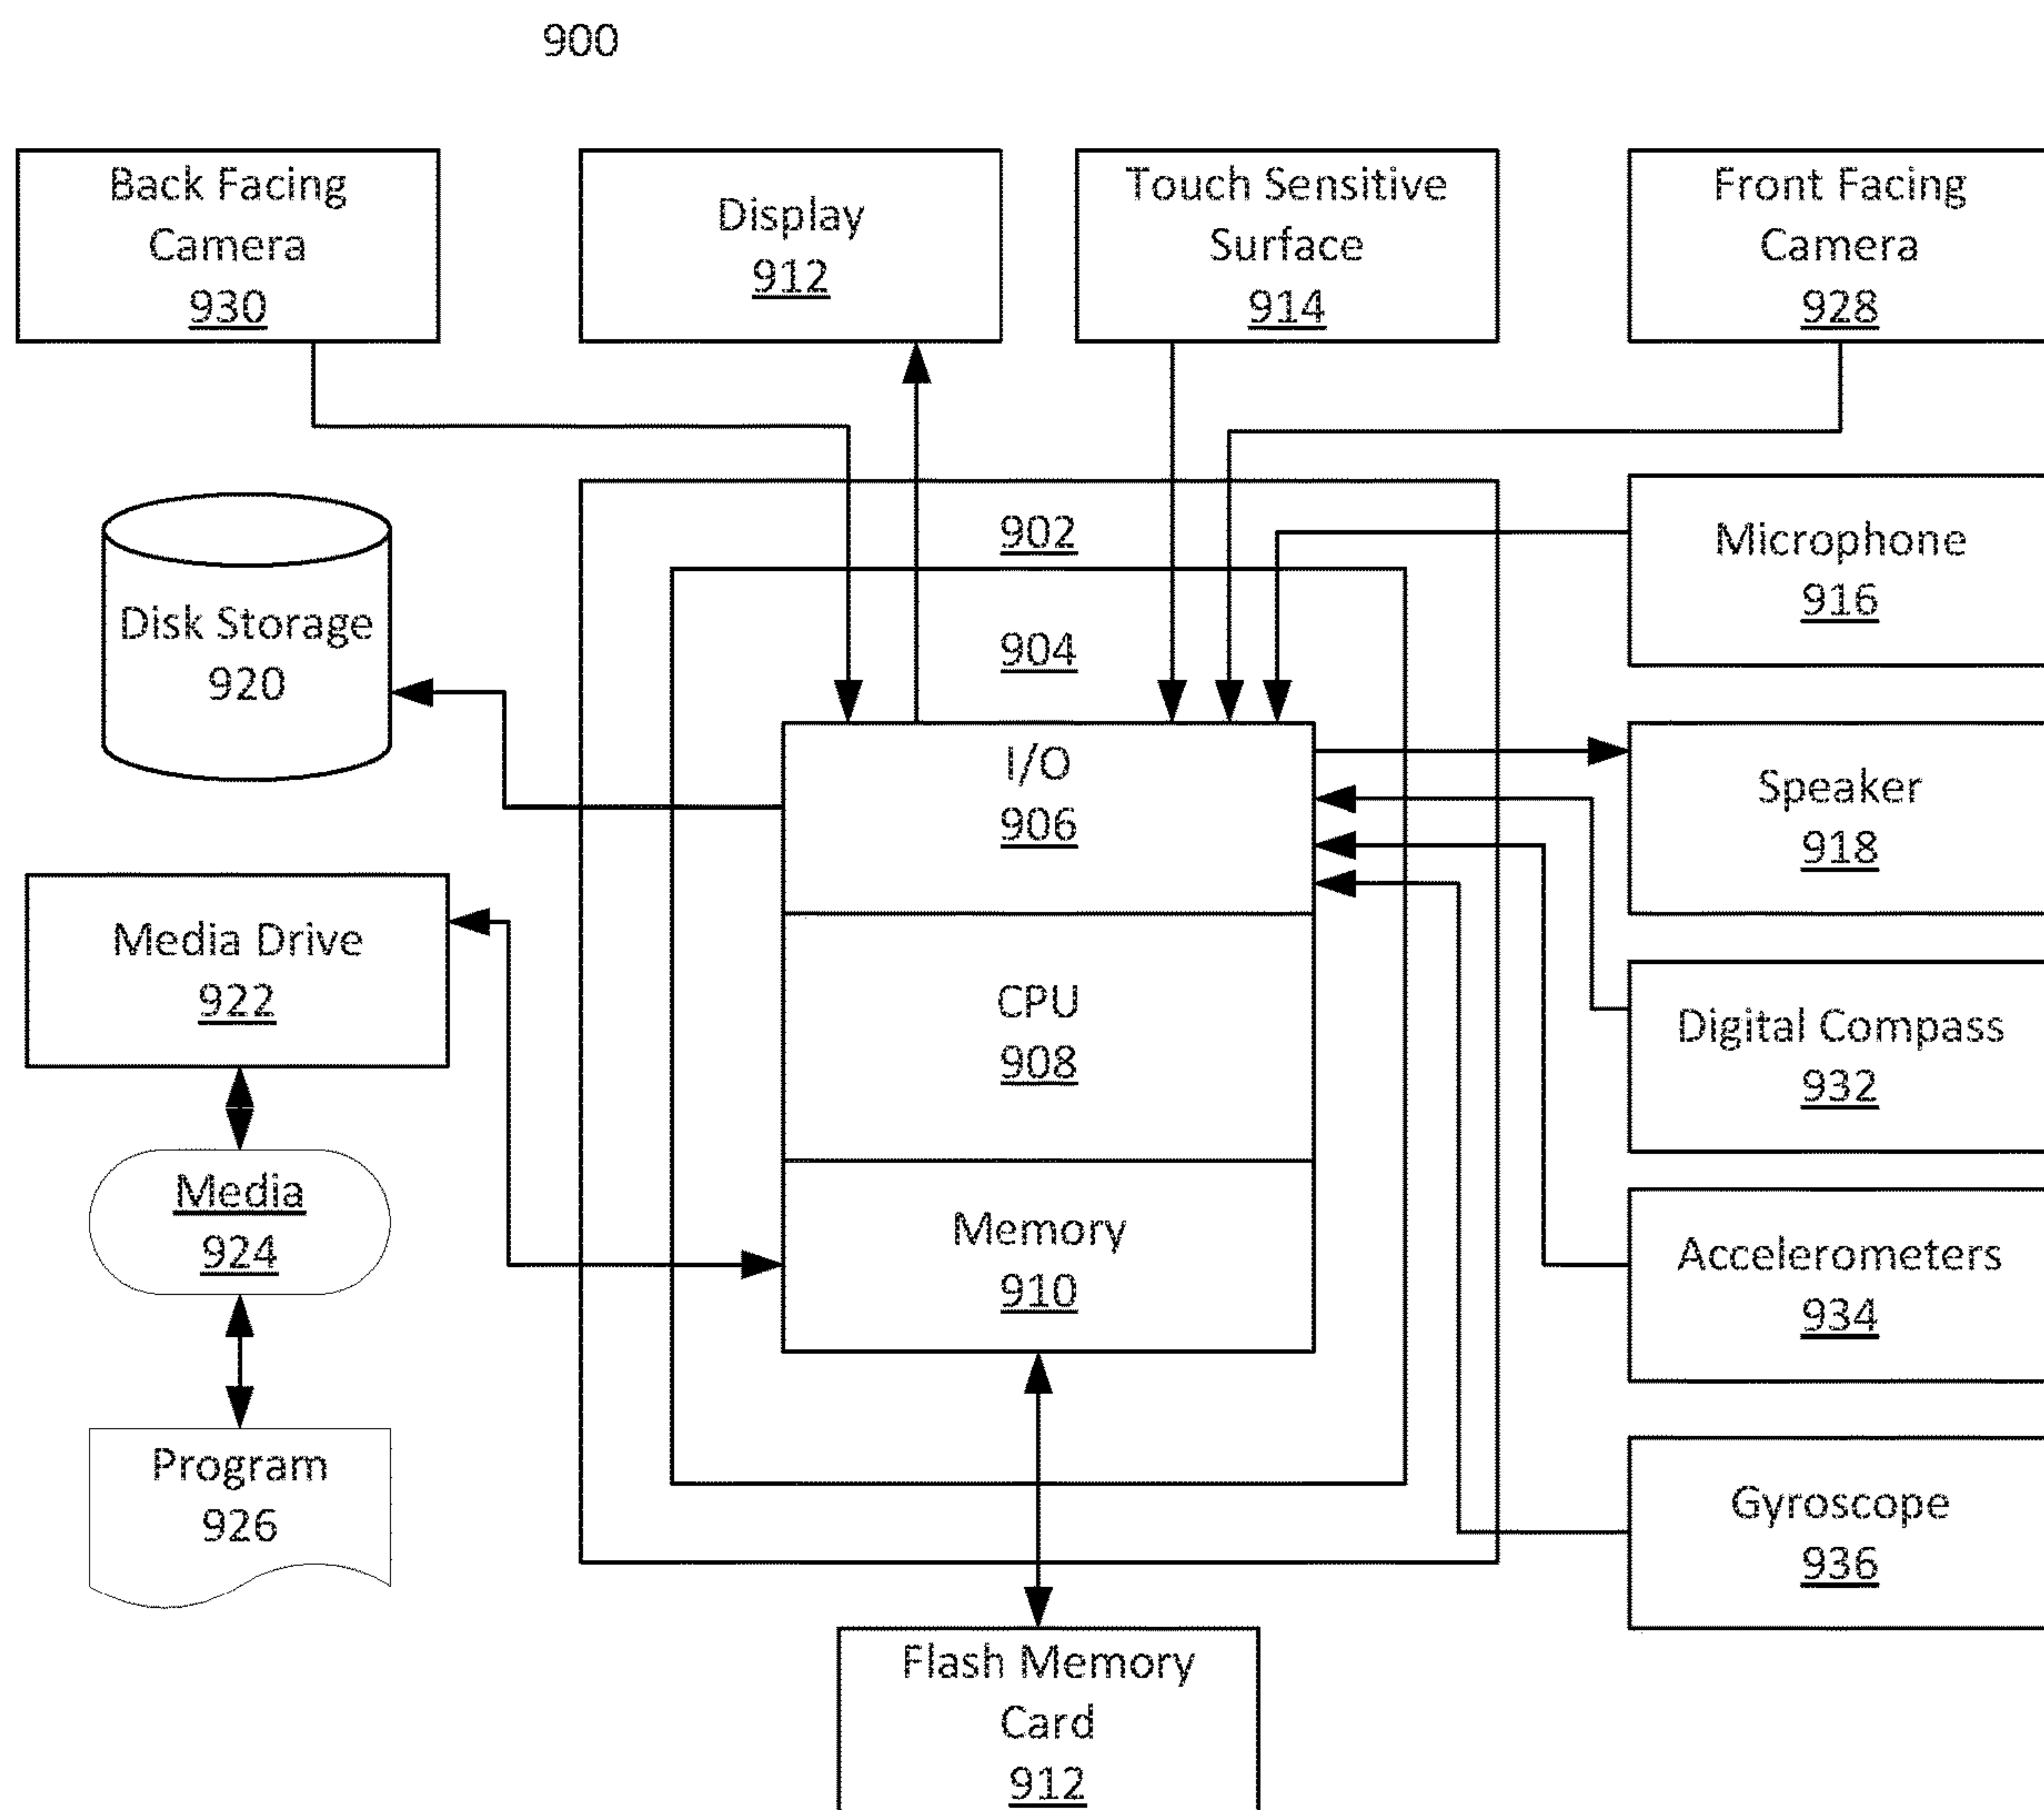 900
Back Facing
Camera
930
Display
912
Touch Sensitive
Surface
914
Front Facing
Camera
928
902
904
Microphone
916
Disk Storage
920
I/O
906
Speaker
918
Media Drive
922
CPU
908
Digital Compass
932
Media
924
Memory
910
Accelerometers
934
Program
926
Gyroscope
936
Flash Memory
Card
912